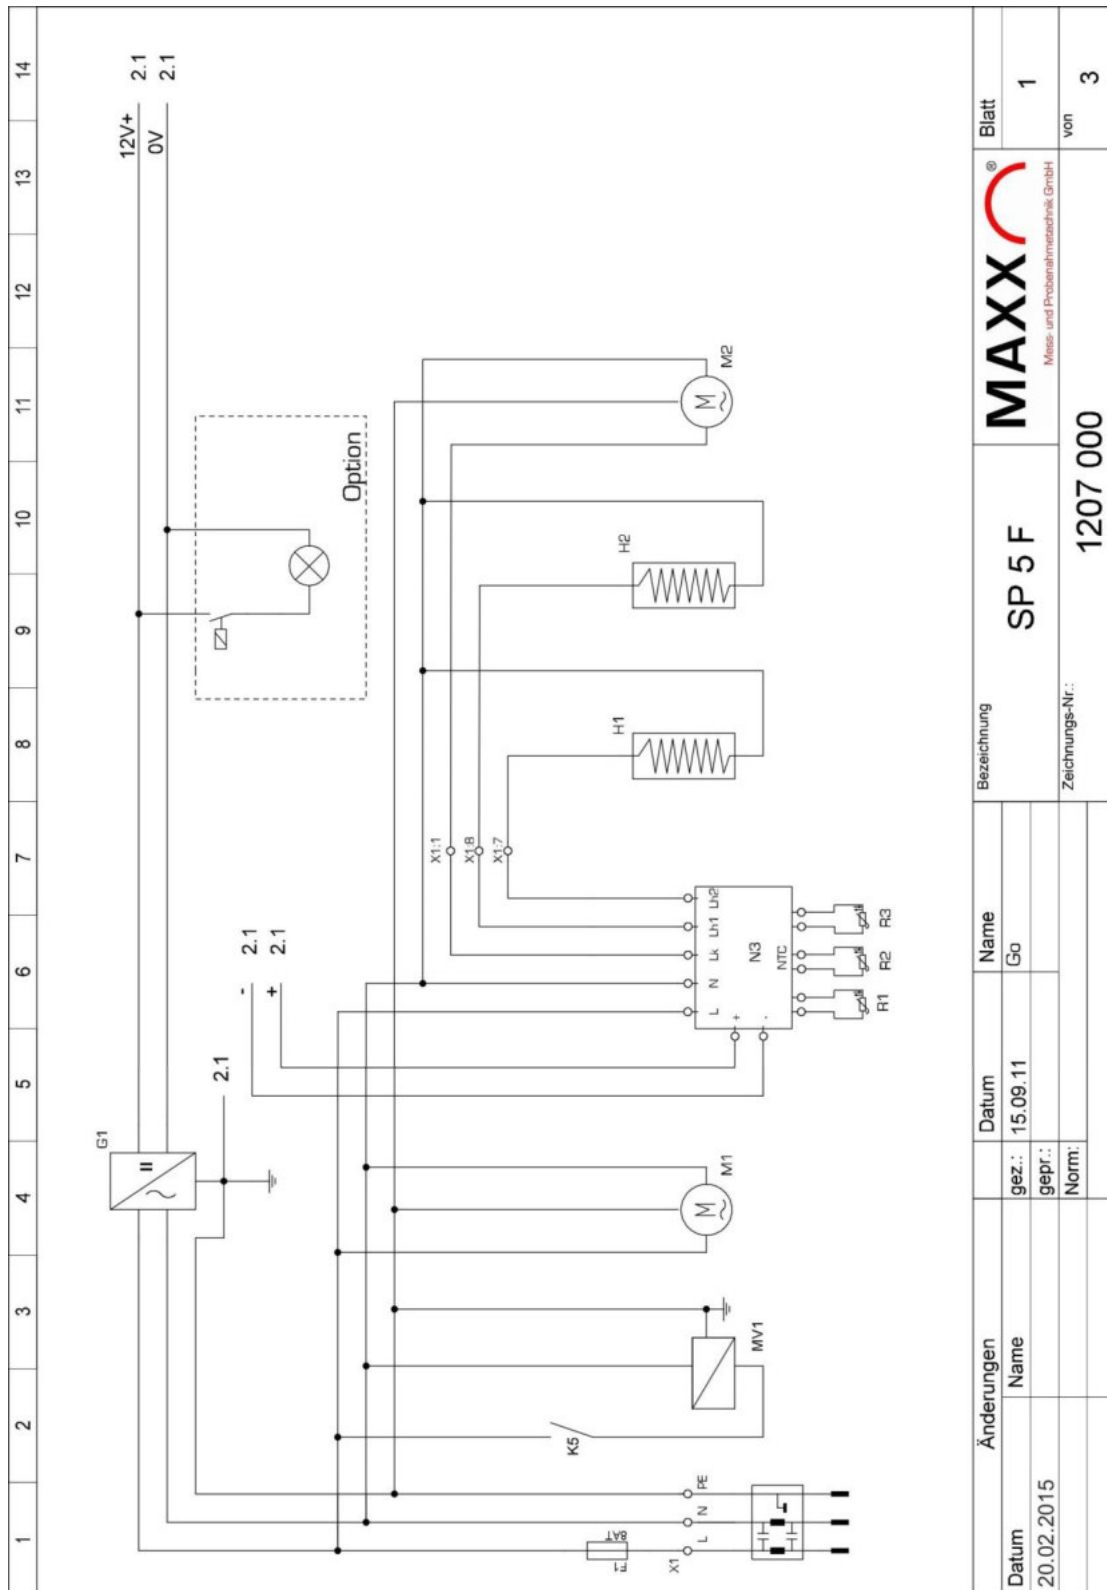 1 2 3 4 5 6 7 8 9 10 11 12 13 14
12V+ 2.1
0V 2.1
G1
2.1
- 2.1
+ 2.1
Option
X1:1
X1:8
X1:7
H1
H2
M2
K5
MV1
M1
L N Lk Lh1 Lh2
+
-
N3
NTC
R1 R2 R3
F1
8AT
X1
L N PE
M
M
Änderungen
Datum Name
20.02.2015
Datum Name
gez.: 15.09.11 Go
gepr.:
Norm:
Bezeichnung
SP 5 F
Zeichnungs-Nr.:
1207 000
MAXX ®
Mess- und Probenahmetechnik GmbH
Blatt
1
von
3